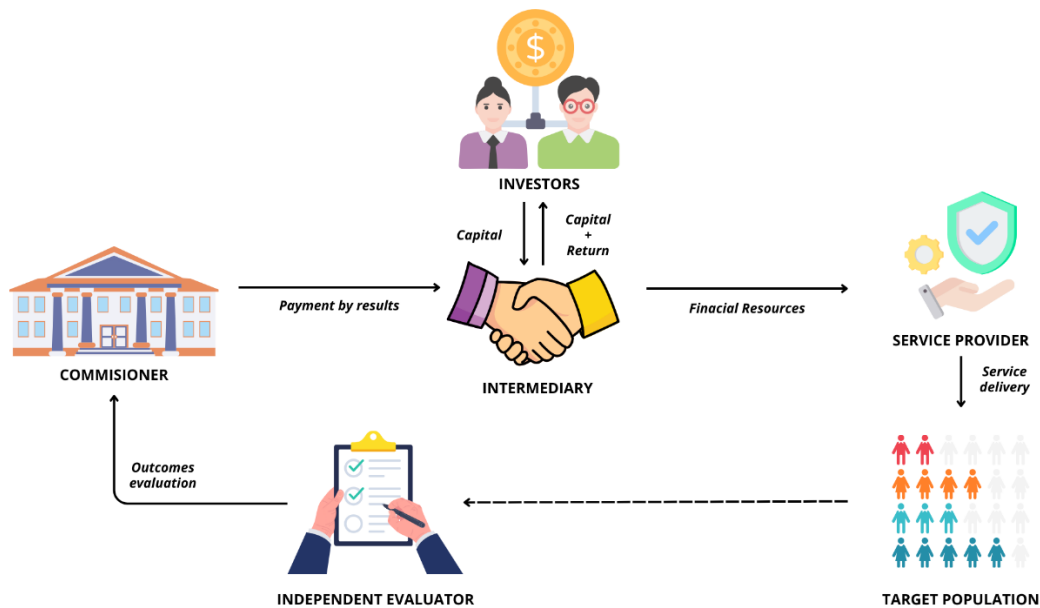 $
INVESTORS
Capital
Capital
+
Return
Payment by results
Finacial Resources
COMMISIONER
INTERMEDIARY
SERVICE PROVIDER
Service
delivery
Outcomes
evaluation
INDEPENDENT EVALUATOR
TARGET POPULATION